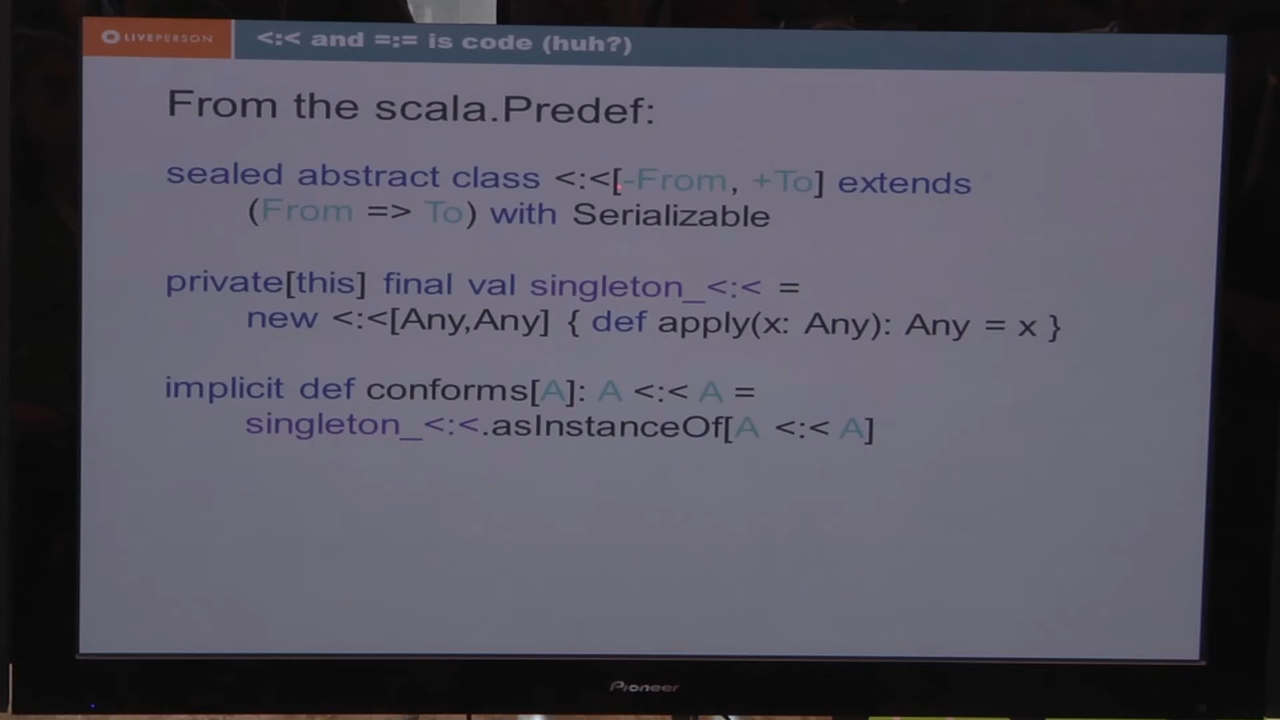 LIVEPERSON
<:< and =:= is code (huh?)
From the scala.Predef:
sealed abstract class <:<[-From, +To] extends
(From => To) with Serializable
private[this] final val singleton_<:< =
new <:<[Any,Any] { def apply(x: Any): Any = x }
implicit def conforms[A]: A <:< A =
singleton_<:<.asInstanceOf[A <:< A]
Pioneer